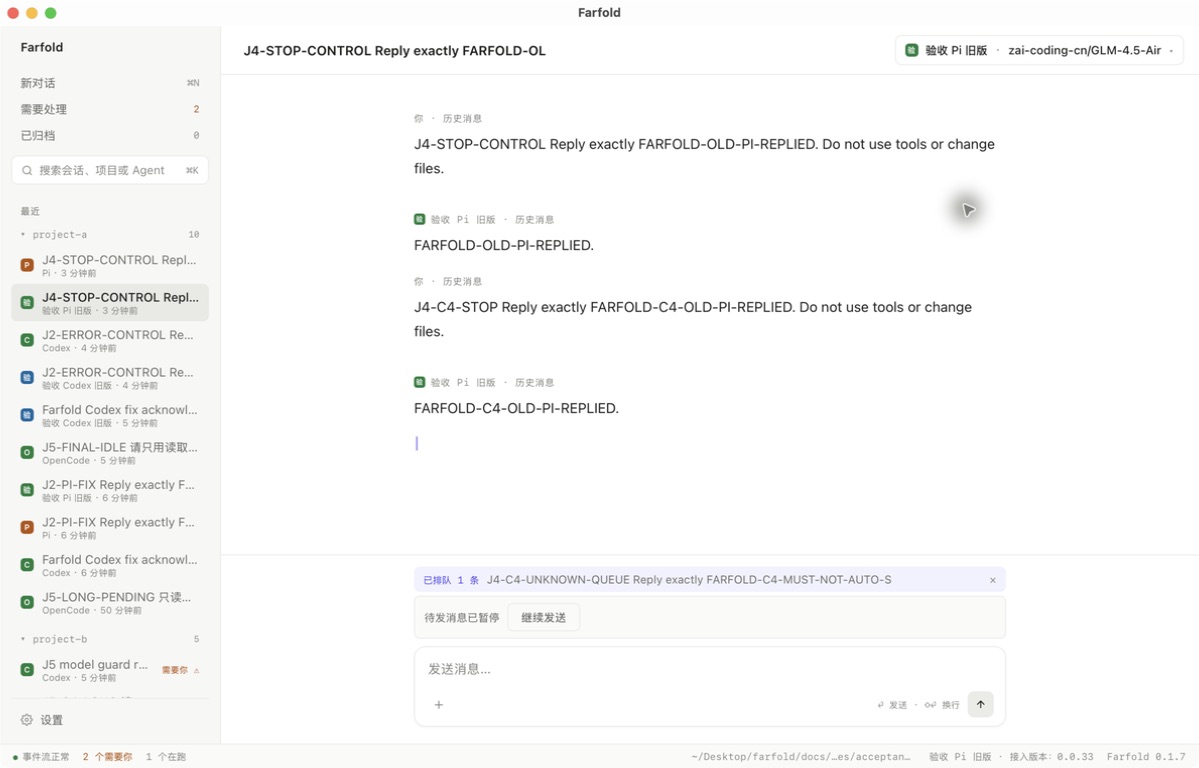 Farfold
Farfold
新对话 ⌘N
需要处理 2
已归档 0
搜索会话、项目或 Agent ⌘K
最近
project-a 10
P J4-STOP-CONTROL Repl...
Pi · 3 分钟前
验 J4-STOP-CONTROL Repl...
验收 Pi 旧版 · 3 分钟前
C J2-ERROR-CONTROL Re...
Codex · 4 分钟前
验 J2-ERROR-CONTROL Re...
验收 Codex 旧版 · 4 分钟前
验 Farfold Codex fix acknowl...
验收 Codex 旧版 · 5 分钟前
O J5-FINAL-IDLE 请只用读取...
OpenCode · 5 分钟前
验 J2-PI-FIX Reply exactly F...
验收 Pi 旧版 · 6 分钟前
P J2-PI-FIX Reply exactly F...
Pi · 6 分钟前
C Farfold Codex fix acknowl...
Codex · 6 分钟前
O J5-LONG-PENDING 只读...
OpenCode · 50 分钟前
project-b 5
C J5 model guard r... 需要你
Codex · 5 分钟前
设置
J4-STOP-CONTROL Reply exactly FARFOLD-OL
验 验收 Pi 旧版 · zai-coding-cn/GLM-4.5-Air
你 · 历史消息
J4-STOP-CONTROL Reply exactly FARFOLD-OLD-PI-REPLIED. Do not use tools or change
files.
验 验收 Pi 旧版 · 历史消息
FARFOLD-OLD-PI-REPLIED.
你 · 历史消息
J4-C4-STOP Reply exactly FARFOLD-C4-OLD-PI-REPLIED. Do not use tools or change
files.
验 验收 Pi 旧版 · 历史消息
FARFOLD-C4-OLD-PI-REPLIED.
已排队 1 条 J4-C4-UNKNOWN-QUEUE Reply exactly FARFOLD-C4-MUST-NOT-AUTO-S ×
待发消息已暂停 继续发送
发送消息...
+ 发送 · 换行
事件流正常 2 个需要你 1 个在跑 ~/Desktop/farfold/docs/…es/acceptan… 验收 Pi 旧版 · 接入版本: 0.0.33 Farfold 0.1.7